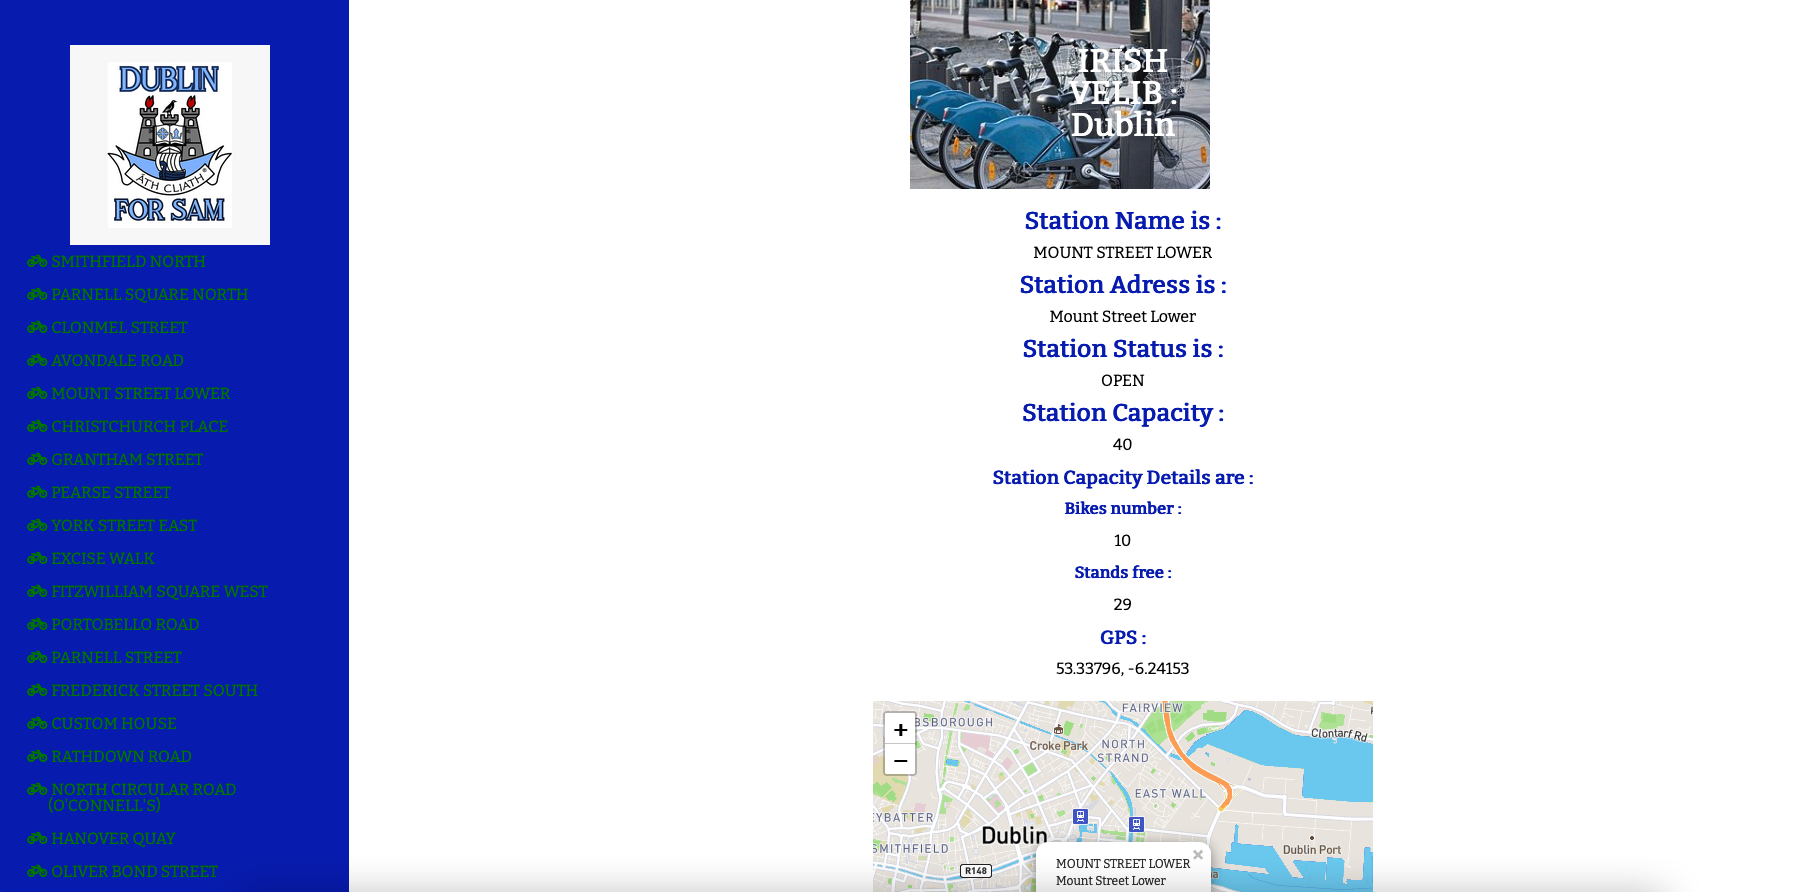 DUBLIN
ÁTH CLIATH
FOR SAM
SMITHFIELD NORTH
PARNELL SQUARE NORTH
CLONMEL STREET
AVONDALE ROAD
MOUNT STREET LOWER
CHRISTCHURCH PLACE
GRANTHAM STREET
PEARSE STREET
YORK STREET EAST
EXCISE WALK
FITZWILLIAM SQUARE WEST
PORTOBELLO ROAD
PARNELL STREET
FREDERICK STREET SOUTH
CUSTOM HOUSE
RATHDOWN ROAD
NORTH CIRCULAR ROAD
(O'CONNELL'S)
HANOVER QUAY
OLIVER BOND STREET
IRISH
VELIB :
Dublin
Station Name is :
MOUNT STREET LOWER
Station Adress is :
Mount Street Lower
Station Status is :
OPEN
Station Capacity :
40
Station Capacity Details are :
Bikes number :
10
Stands free :
29
GPS :
53.33796, -6.24153
+
−
BSBOROUGH
FAIRVIEW
Croke Park
NORTH
STRAND
Clontarf Rd
EAST WALL
EYBATTER
Dublin
SMITHFIELD
Dublin Port
R148
×
MOUNT STREET LOWER
Mount Street Lower